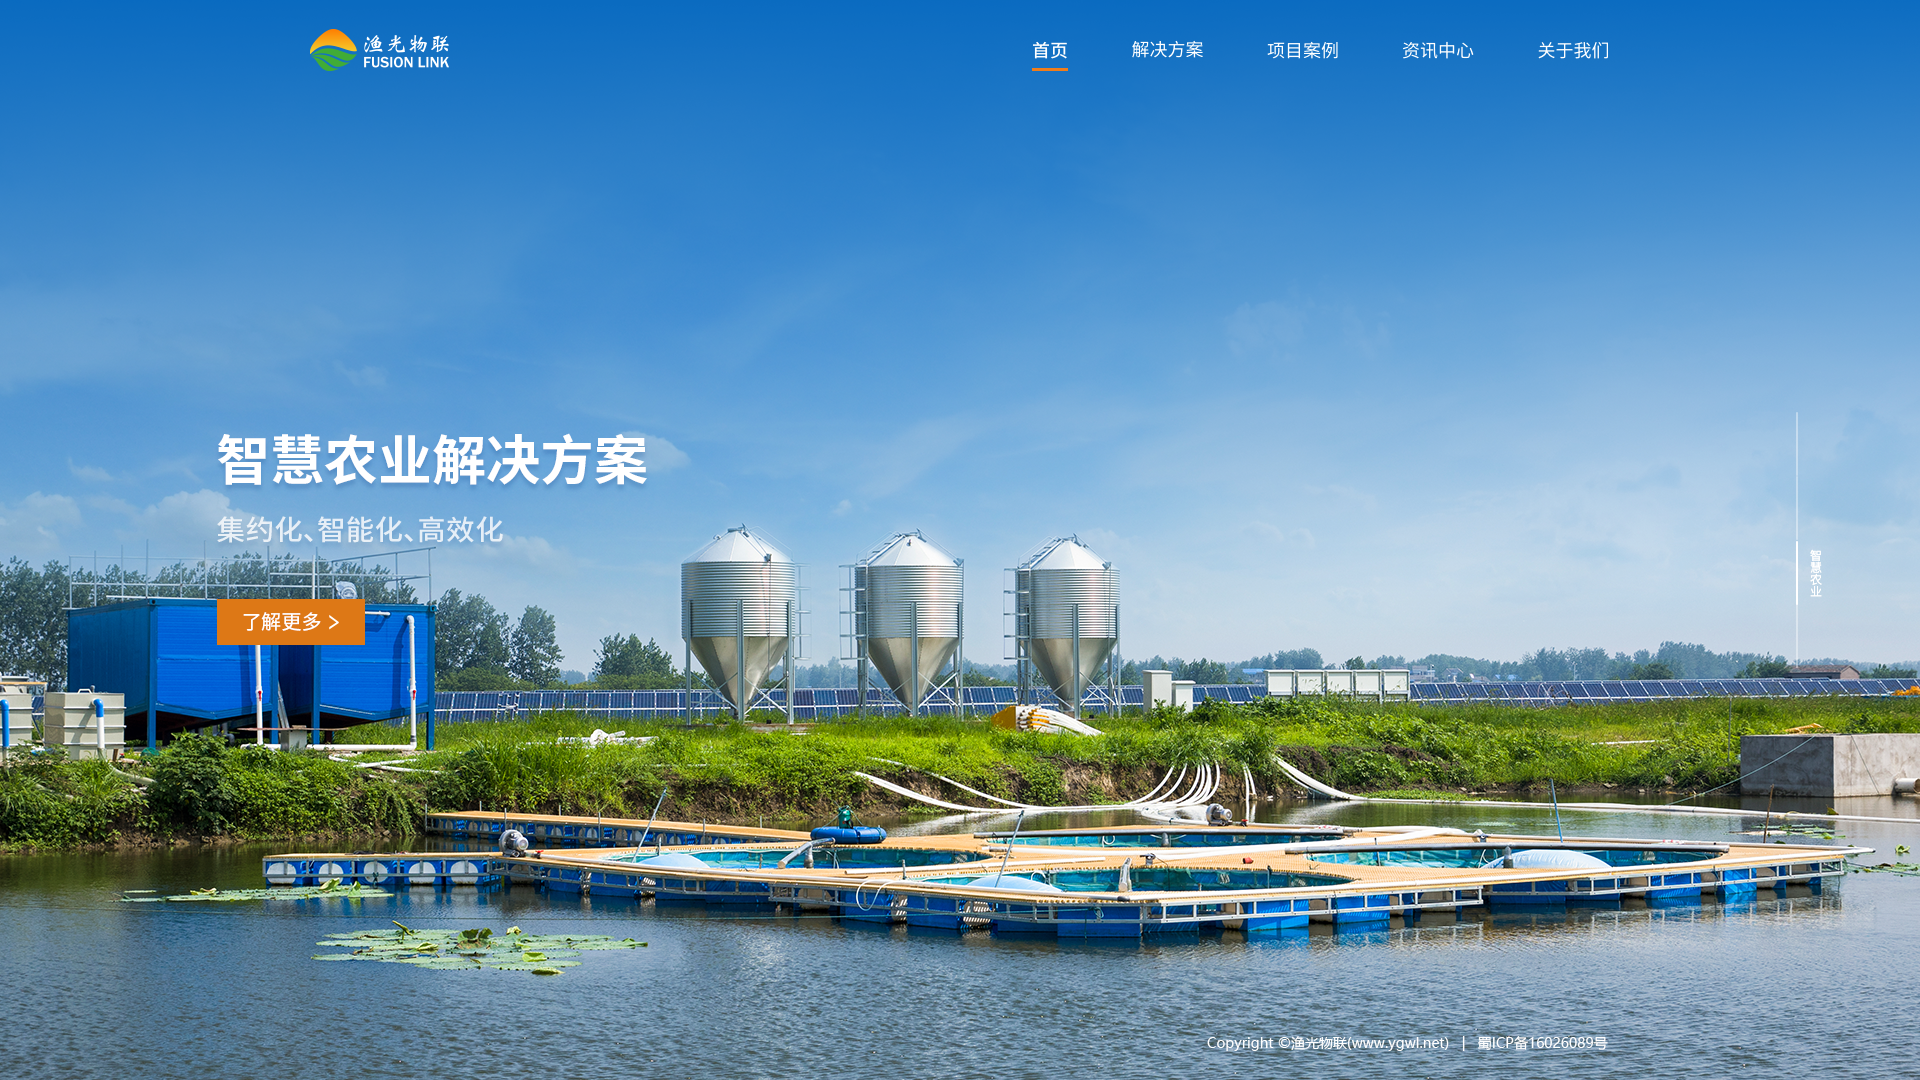 渔光物联
FUSION LINK
首页
解决方案
项目案例
资讯中心
关于我们
智慧农业解决方案
集约化、智能化、高效化
了解更多 >
智慧农业
Copyright ©渔光物联(www.ygwl.net) | 蜀ICP备16026089号